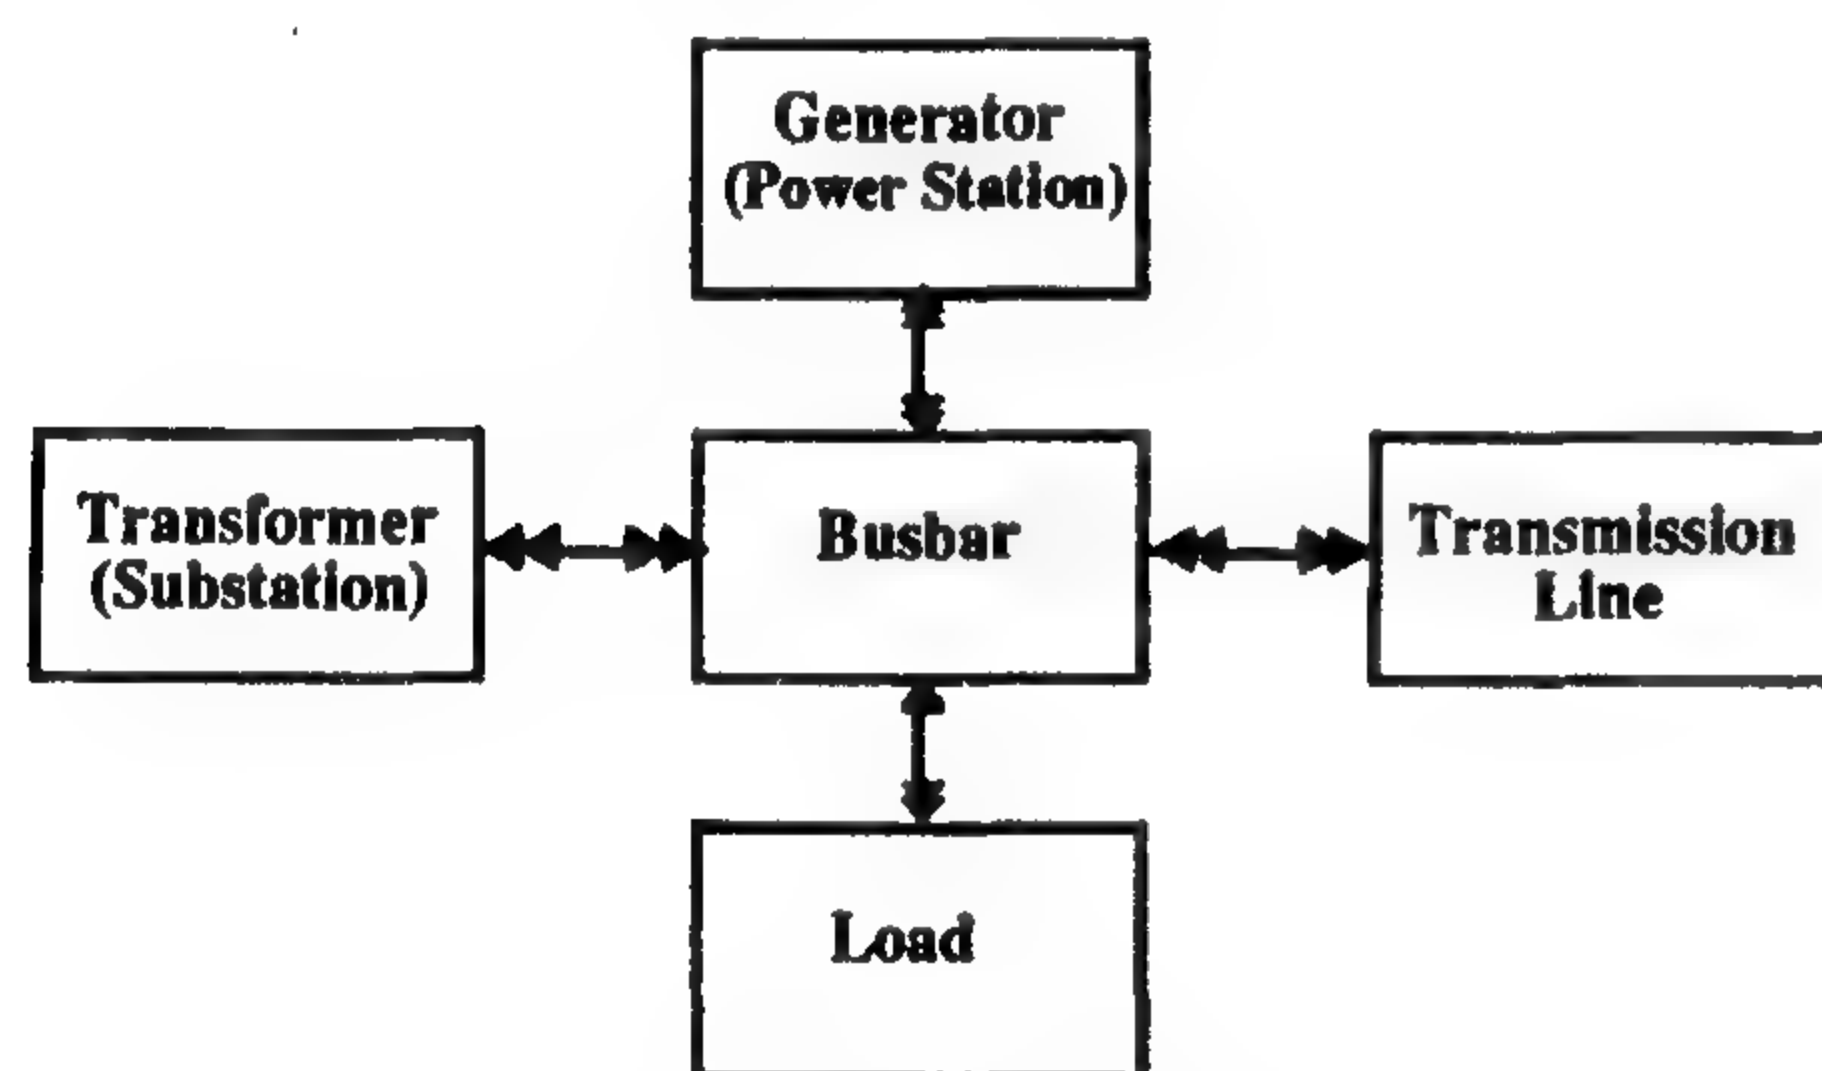 Generator
(Power Station)
Transformer
(Substation)
Busbar
Transmission
Line
Load